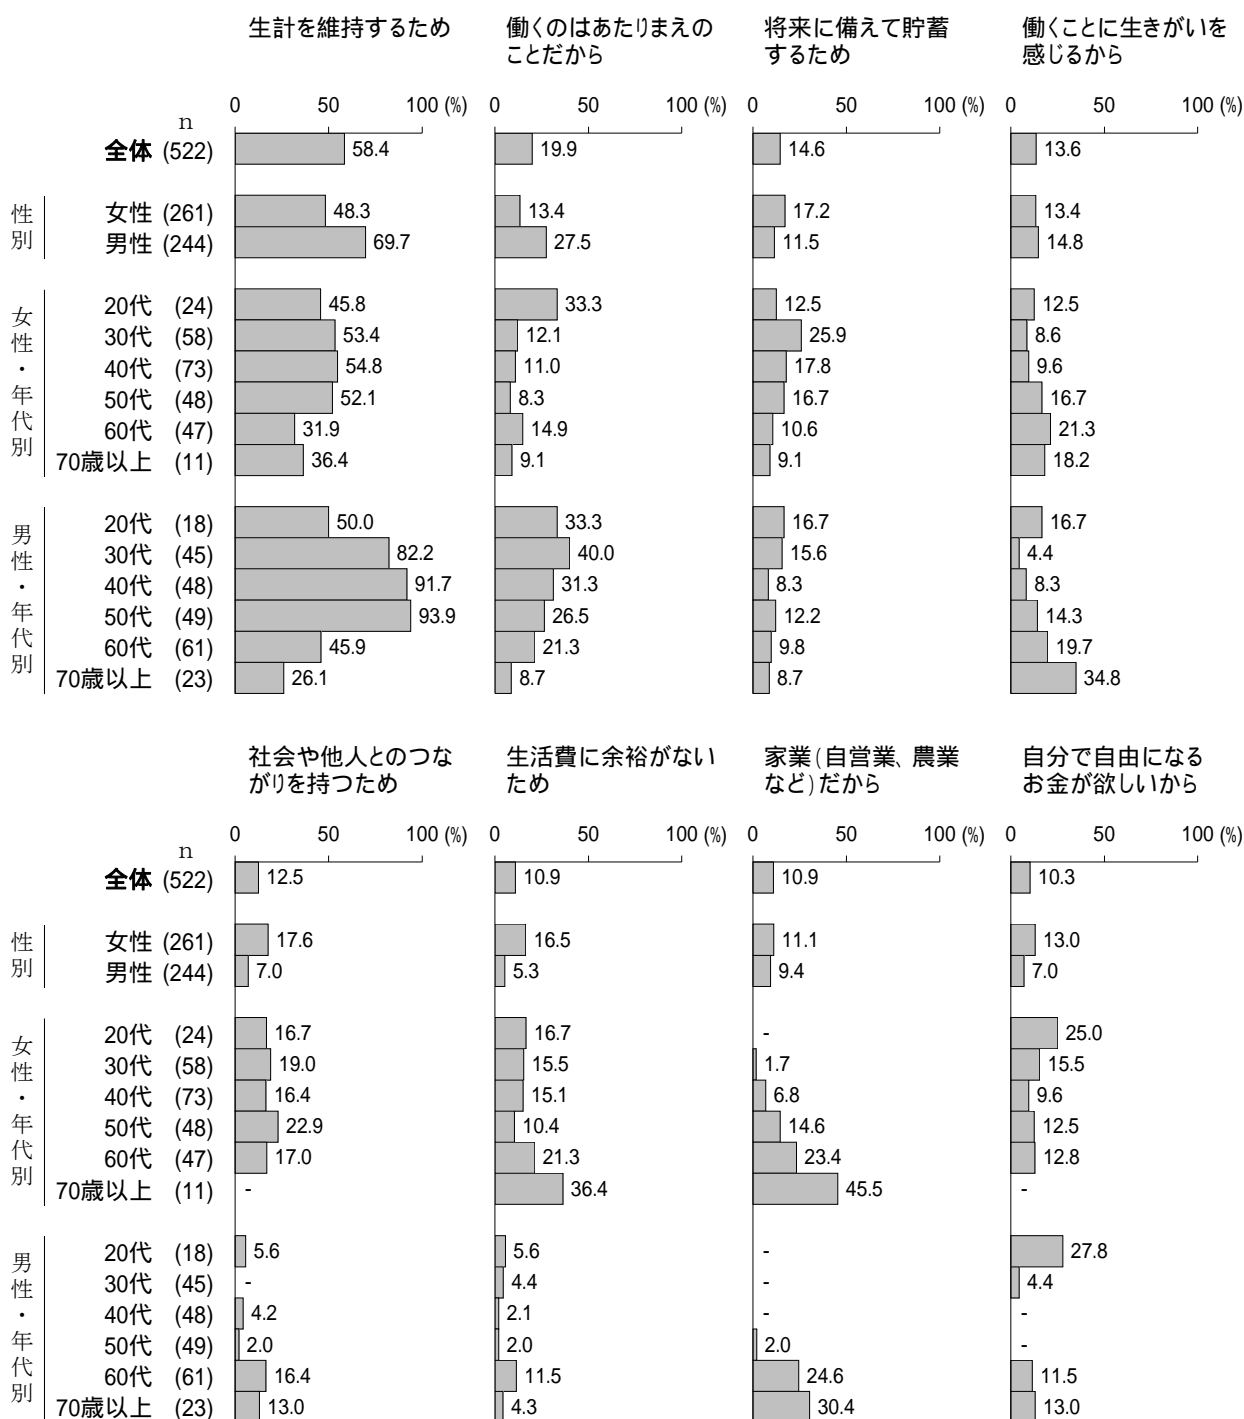 生計を維持するため 働くのはあたりまえの 将来に備えて貯蓄 働くことに生きがいを
ことだから するため 感じるから
0 50 100 (%) 0 50 100 (%) 0 50 100 (%) 0 50 100 (%)
n
全体 (522) 58.4 19.9 14.6 13.6
性別
女性 (261) 48.3 13.4 17.2 13.4
男性 (244) 69.7 27.5 11.5 14.8
女性・年代別
20代 (24) 45.8 33.3 12.5 12.5
30代 (58) 53.4 12.1 25.9 8.6
40代 (73) 54.8 11.0 17.8 9.6
50代 (48) 52.1 8.3 16.7 16.7
60代 (47) 31.9 14.9 10.6 21.3
70歳以上 (11) 36.4 9.1 9.1 18.2
男性・年代別
20代 (18) 50.0 33.3 16.7 16.7
30代 (45) 82.2 40.0 15.6 4.4
40代 (48) 91.7 31.3 8.3 8.3
50代 (49) 93.9 26.5 12.2 14.3
60代 (61) 45.9 21.3 9.8 19.7
70歳以上 (23) 26.1 8.7 8.7 34.8
社会や他人とのつな 生活費に余裕がない 家業(自営業、農業 自分で自由になる
がりを持つため ため など)だから お金が欲しいから
0 50 100 (%) 0 50 100 (%) 0 50 100 (%) 0 50 100 (%)
n
全体 (522) 12.5 10.9 10.9 10.3
性別
女性 (261) 17.6 16.5 11.1 13.0
男性 (244) 7.0 5.3 9.4 7.0
女性・年代別
20代 (24) 16.7 16.7 - 25.0
30代 (58) 19.0 15.5 1.7 15.5
40代 (73) 16.4 15.1 6.8 9.6
50代 (48) 22.9 10.4 14.6 12.5
60代 (47) 17.0 21.3 23.4 12.8
70歳以上 (11) - 36.4 45.5 -
男性・年代別
20代 (18) 5.6 5.6 - 27.8
30代 (45) - 4.4 - 4.4
40代 (48) 4.2 2.1 - -
50代 (49) 2.0 2.0 2.0 -
60代 (61) 16.4 11.5 24.6 11.5
70歳以上 (23) 13.0 4.3 30.4 13.0